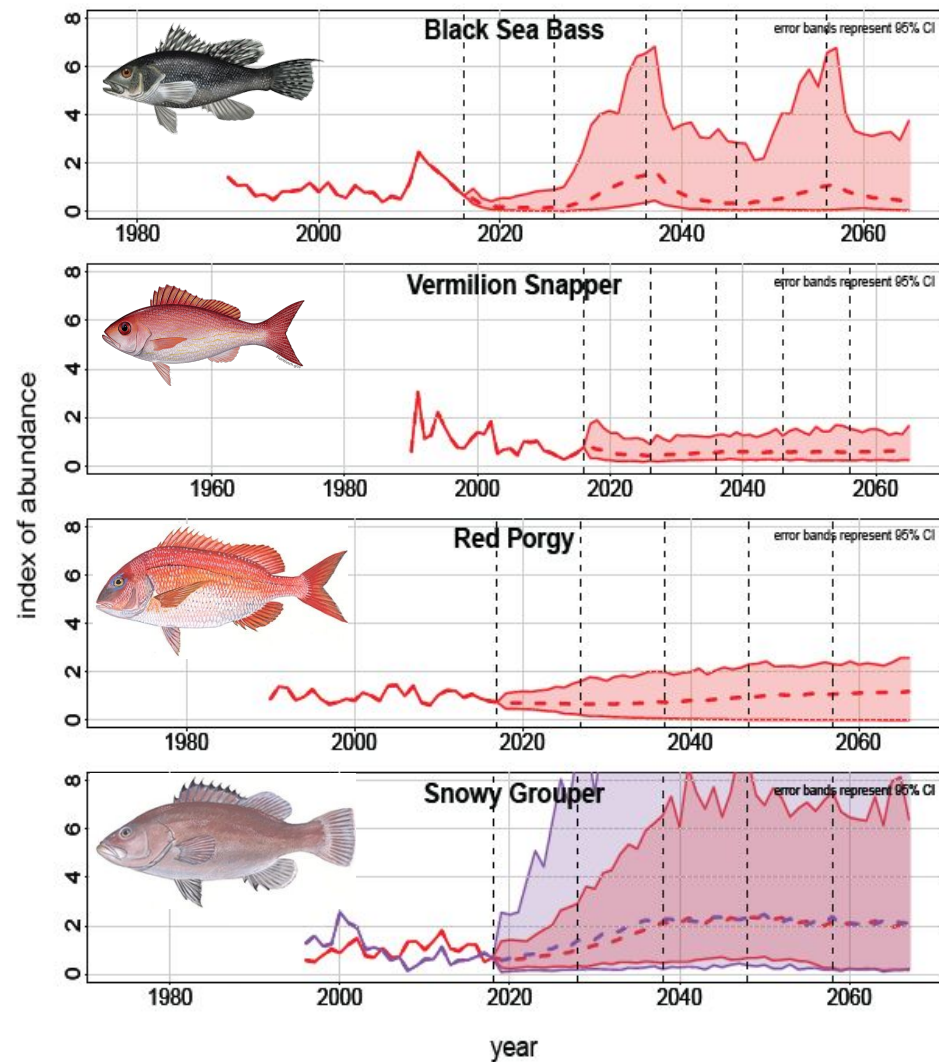 Black Sea Bass
error bands represent 95% CI
8
6
4
2
0
1980 2000 2020 2040 2060
Vermilion Snapper
error bands represent 95% CI
8
6
4
2
0
1960 1980 2000 2020 2040 2060
Red Porgy
error bands represent 95% CI
8
6
4
2
0
1980 2000 2020 2040 2060
Snowy Grouper
error bands represent 95% CI
8
6
4
2
0
1980 2000 2020 2040 2060
index of abundance
year